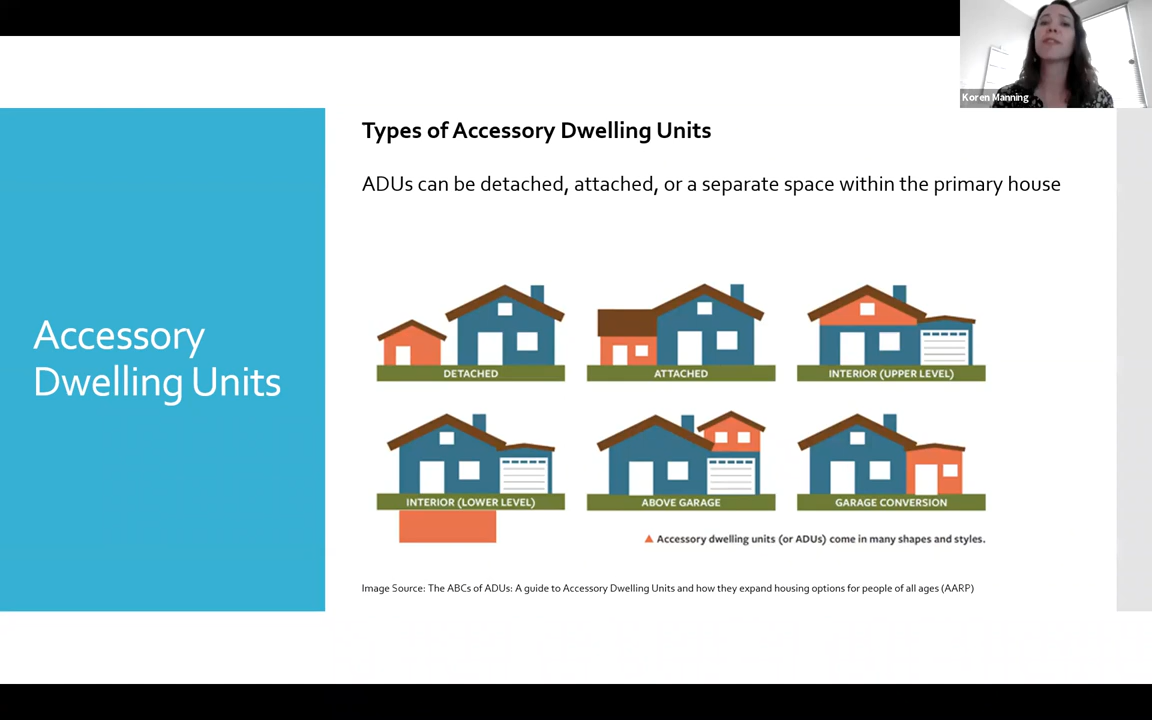 Koren Manning
Types of Accessory Dwelling Units
ADUs can be detached, attached, or a separate space within the primary house
Accessory
Dwelling Units
DETACHED
ATTACHED
INTERIOR (UPPER LEVEL)
INTERIOR (LOWER LEVEL)
ABOVE GARAGE
GARAGE CONVERSION
Accessory dwelling units (or ADUs) come in many shapes and styles.
Image Source: The ABCs of ADUs: A guide to Accessory Dwelling Units and how they expand housing options for people of all ages (AARP)